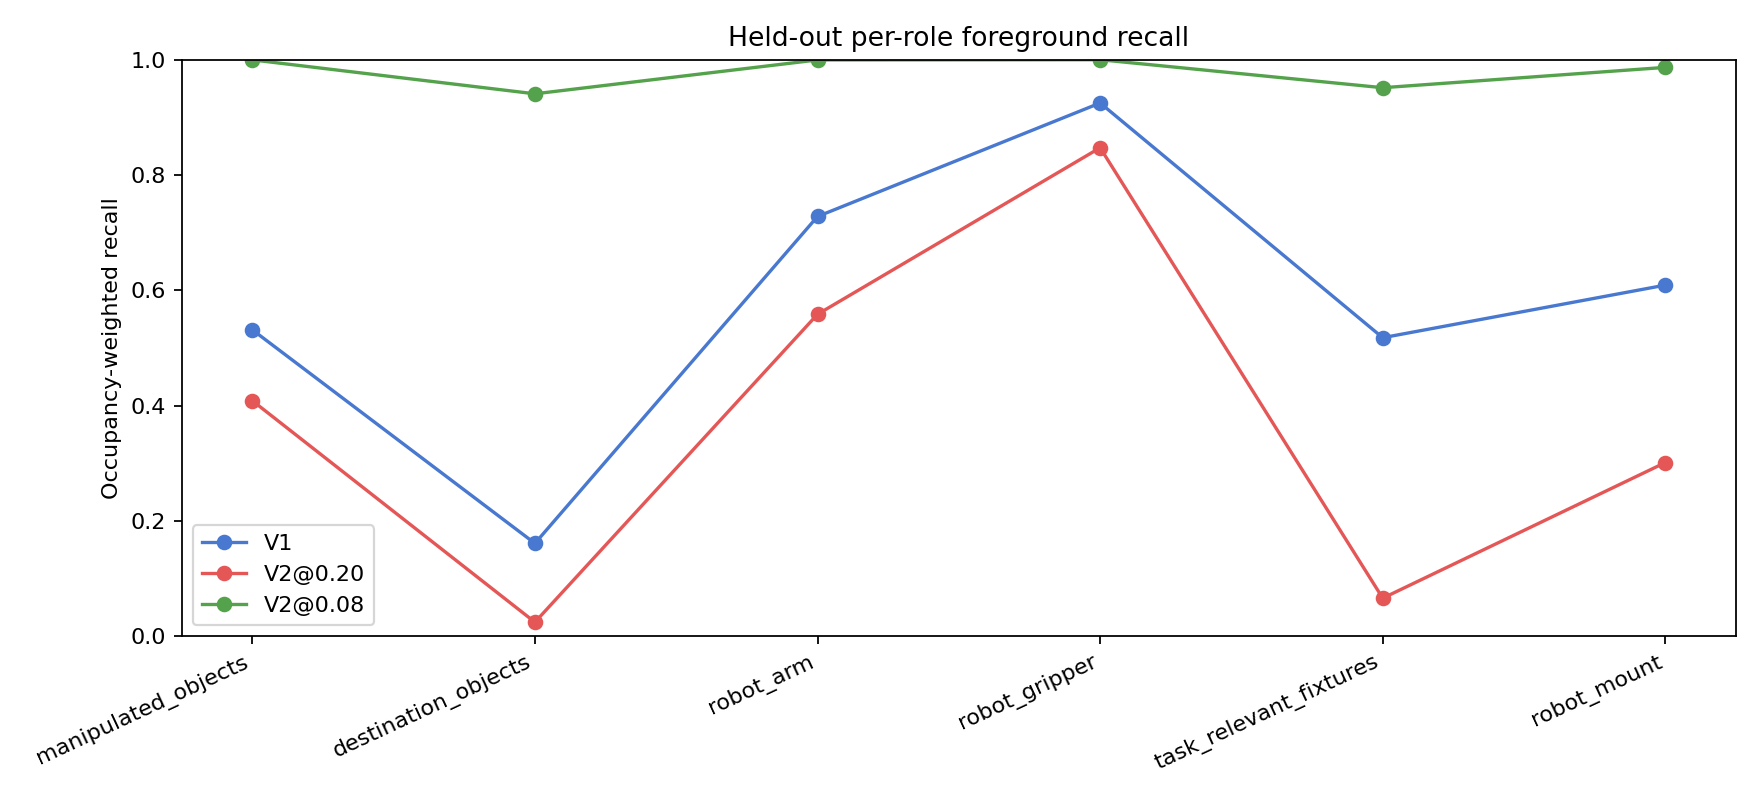 Held-out per-role foreground recall
Occupancy-weighted recall
1.0
0.8
0.6
0.4
0.2
0.0
V1
V2@0.20
V2@0.08
manipulated_objects
destination_objects
robot_arm
robot_gripper
task_relevant_fixtures
robot_mount